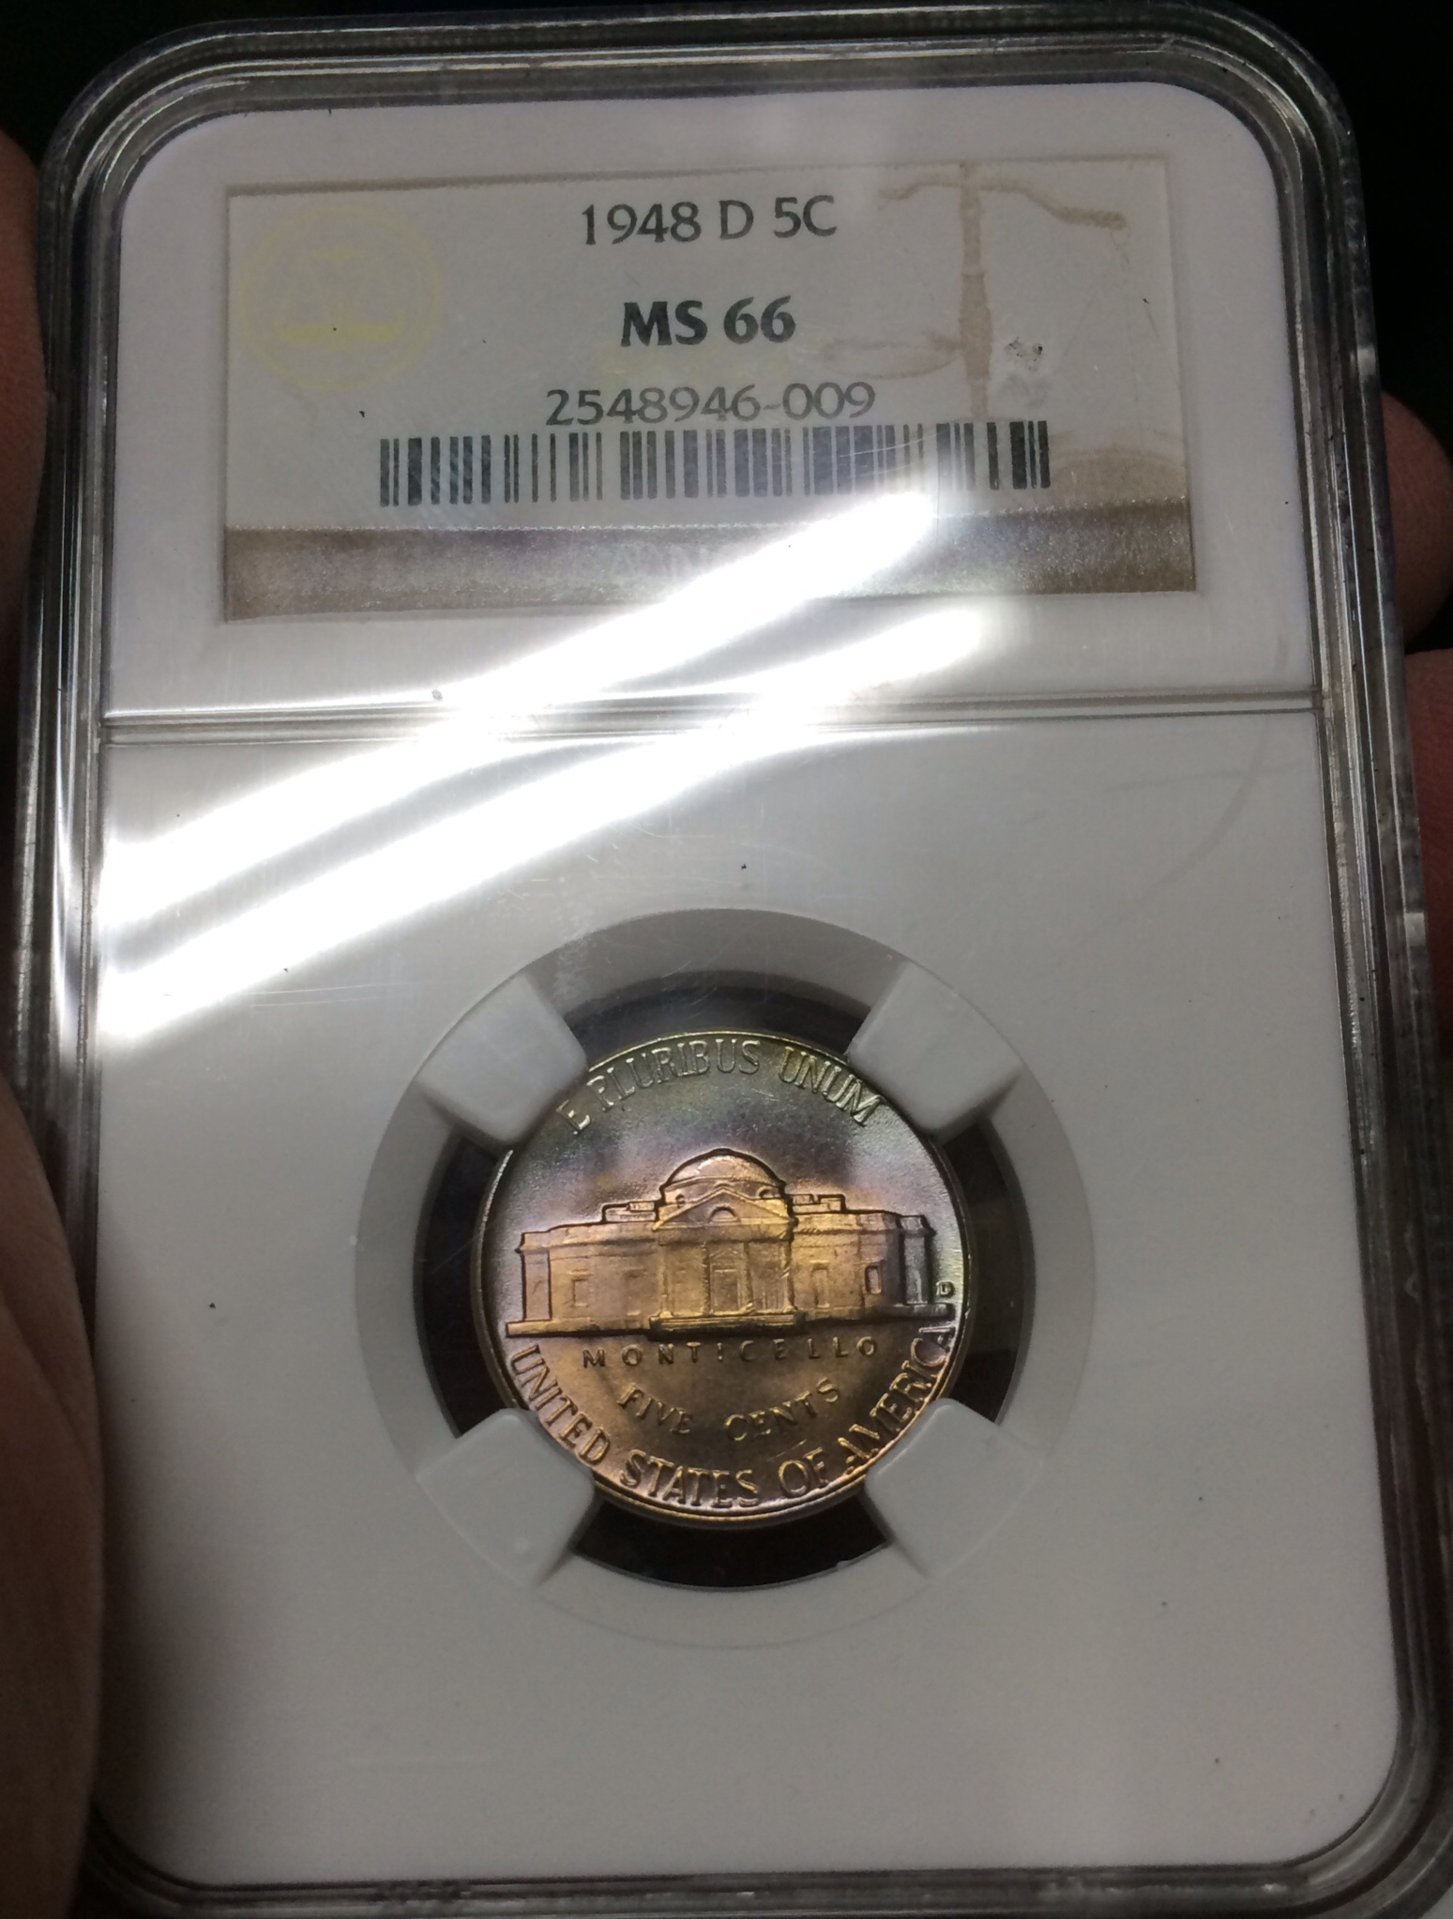 1948 D 5C
MS 66
2548946-009
E PLURIBUS UNUM
D
MONTICELLO
FIVE CENTS
UNITED STATES OF AMERICA